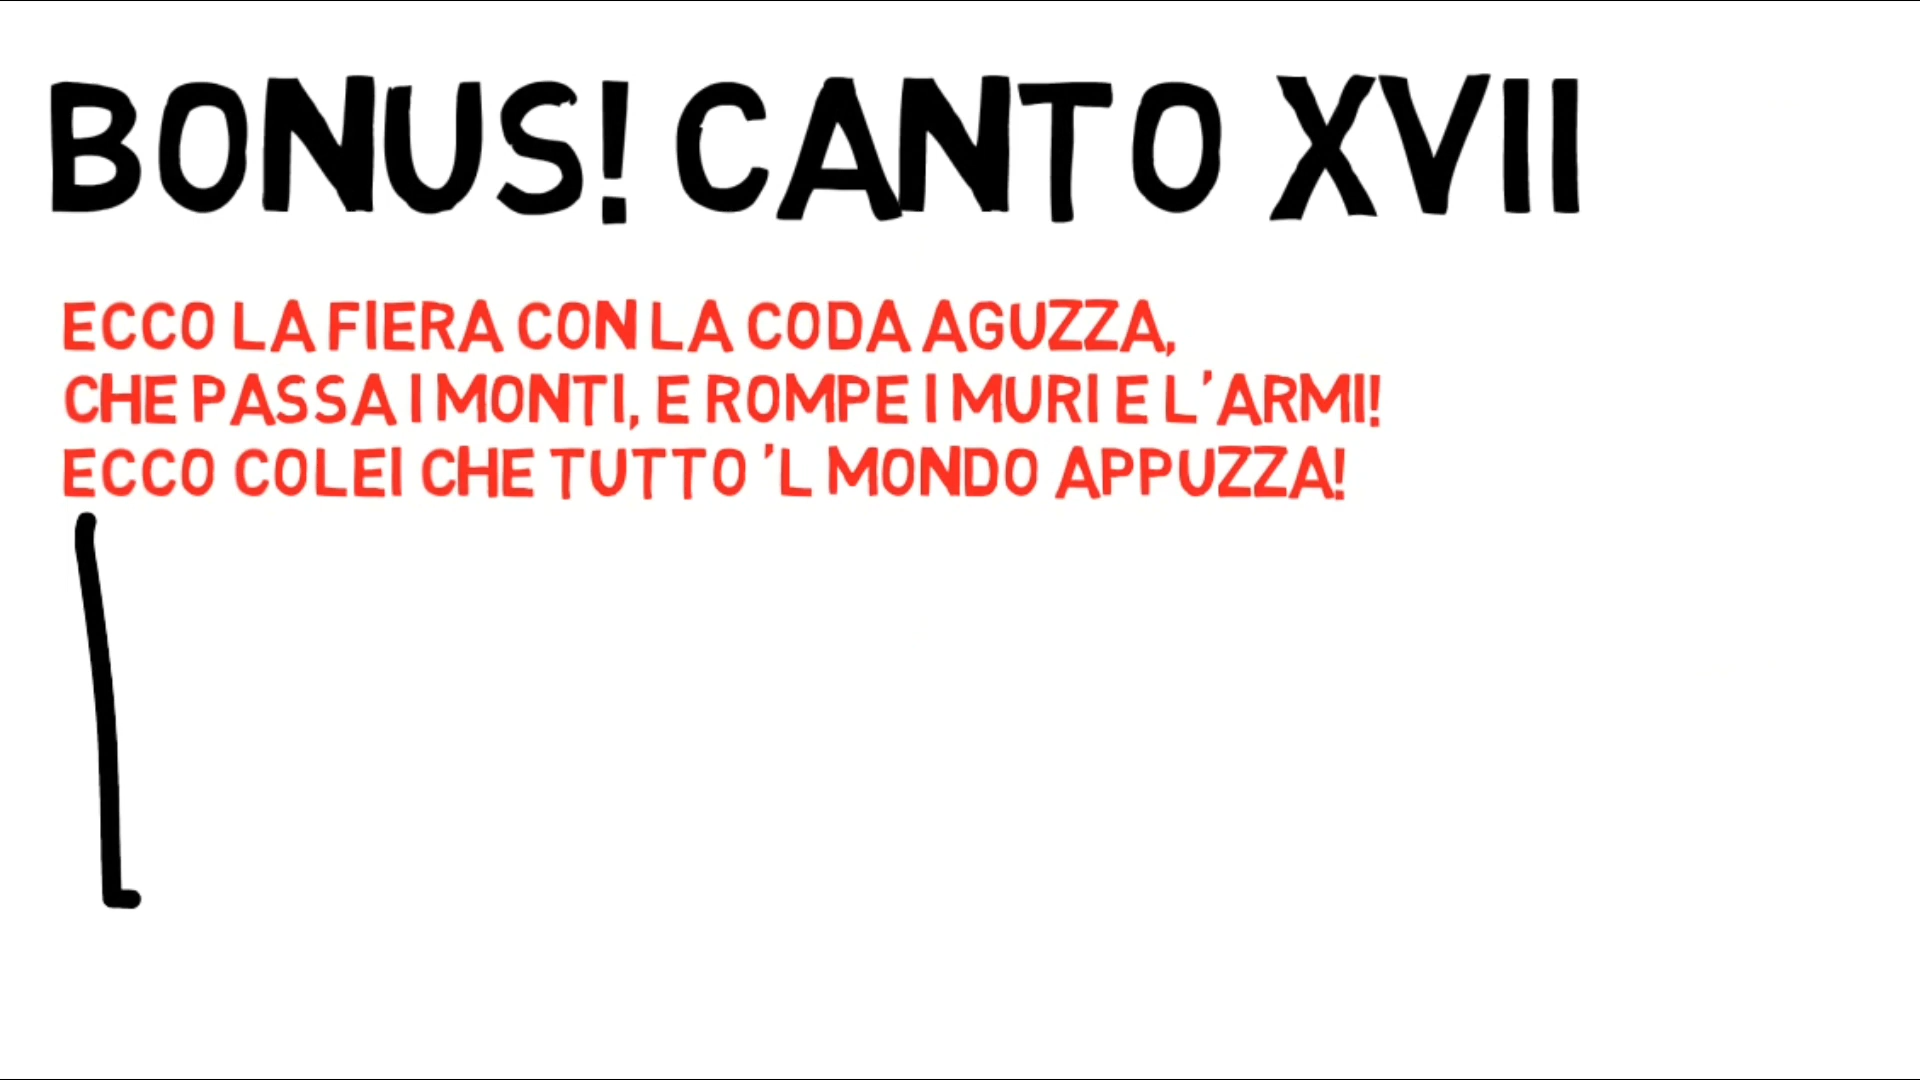 BONUS! CANTO XVII
ECCO LA FIERA CON LA CODA AGUZZA,
CHE PASSA I MONTI, E ROMPE I MURI E L'ARMI!
ECCO COLEI CHE TUTTO 'L MONDO APPUZZA!